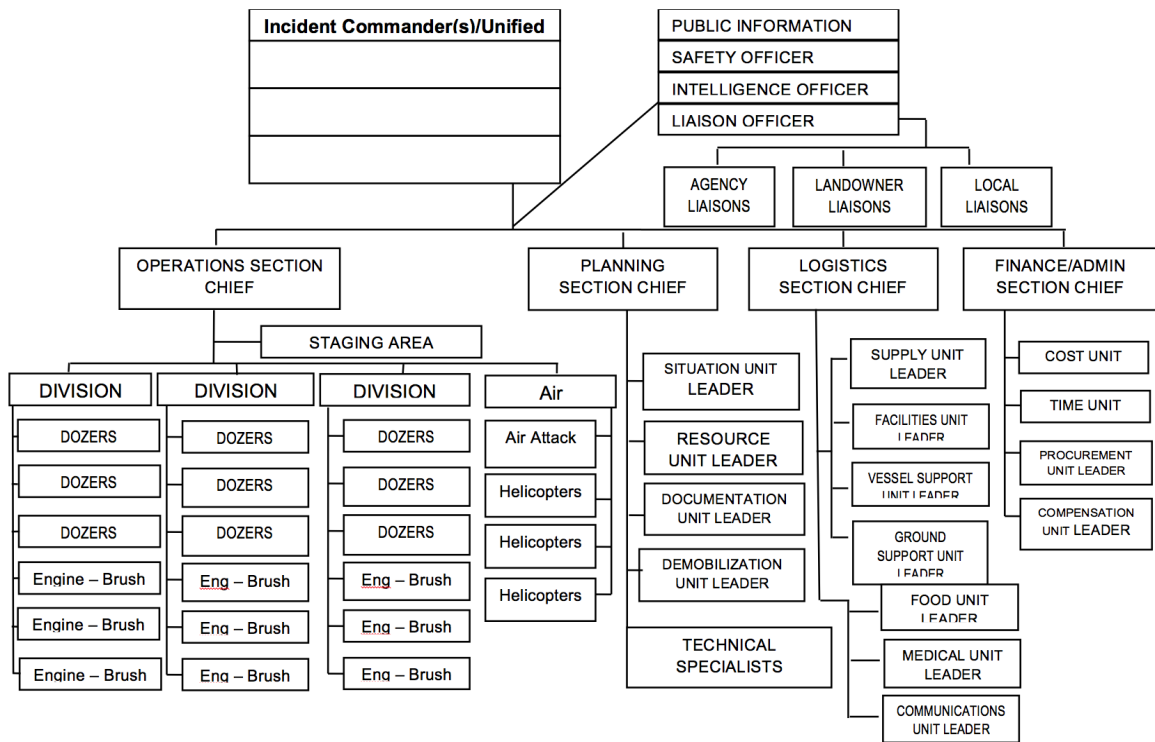 Incident Commander(s)/Unified
PUBLIC INFORMATION
SAFETY OFFICER
INTELLIGENCE OFFICER
LIAISON OFFICER
AGENCY
LIAISONS
LANDOWNER
LIAISONS
LOCAL
LIAISONS
OPERATIONS SECTION
CHIEF
PLANNING
SECTION CHIEF
LOGISTICS
SECTION CHIEF
FINANCE/ADMIN
SECTION CHIEF
STAGING AREA
DIVISION
DOZERS
DOZERS
DOZERS
Engine – Brush
Engine – Brush
Engine – Brush
DIVISION
DOZERS
DOZERS
DOZERS
Eng – Brush
Eng – Brush
Eng – Brush
DIVISION
DOZERS
DOZERS
DOZERS
Eng – Brush
Eng – Brush
Eng – Brush
Air
Air Attack
Helicopters
Helicopters
Helicopters
SITUATION UNIT
LEADER
RESOURCE
UNIT LEADER
DOCUMENTATION
UNIT LEADER
DEMOBILIZATION
UNIT LEADER
TECHNICAL
SPECIALISTS
SUPPLY UNIT
LEADER
FACILITIES UNIT
LEADER
VESSEL SUPPORT
UNIT LEADER
GROUND
SUPPORT UNIT
LEADER
FOOD UNIT
LEADER
MEDICAL UNIT
LEADER
COMMUNICATIONS
UNIT LEADER
COST UNIT
TIME UNIT
PROCUREMENT
UNIT LEADER
COMPENSATION
UNIT LEADER